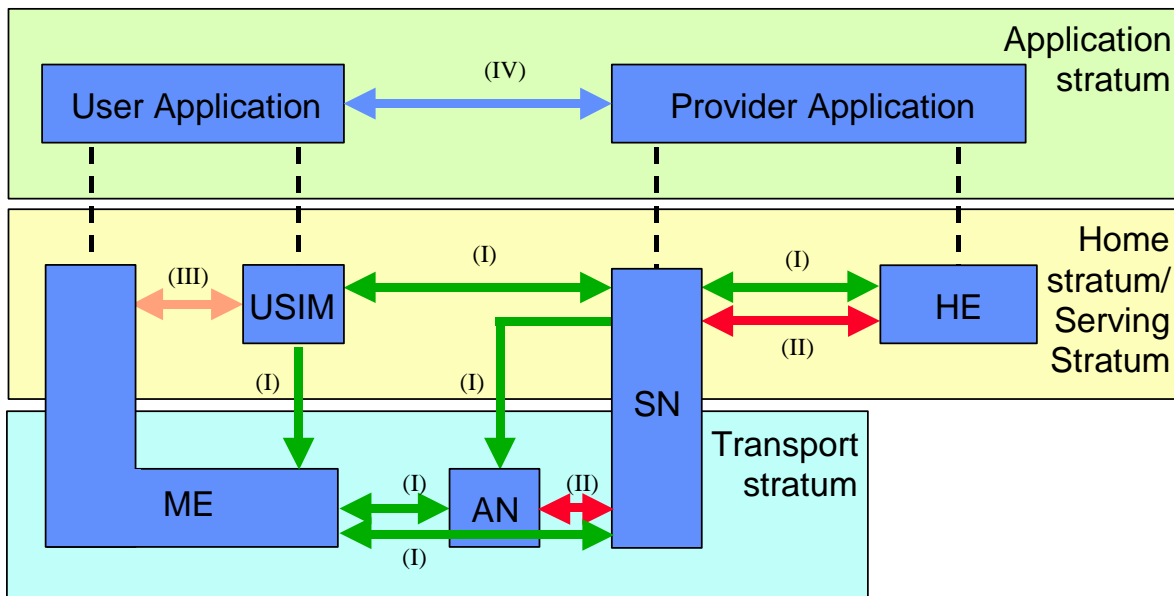 Application
stratum
(IV)
User Application
Provider Application
Home
stratum/
Serving
Stratum
(I)
(I)
(III)
USIM
HE
(II)
(I)
(I)
SN
Transport
stratum
ME
(I)
AN
(II)
(I)